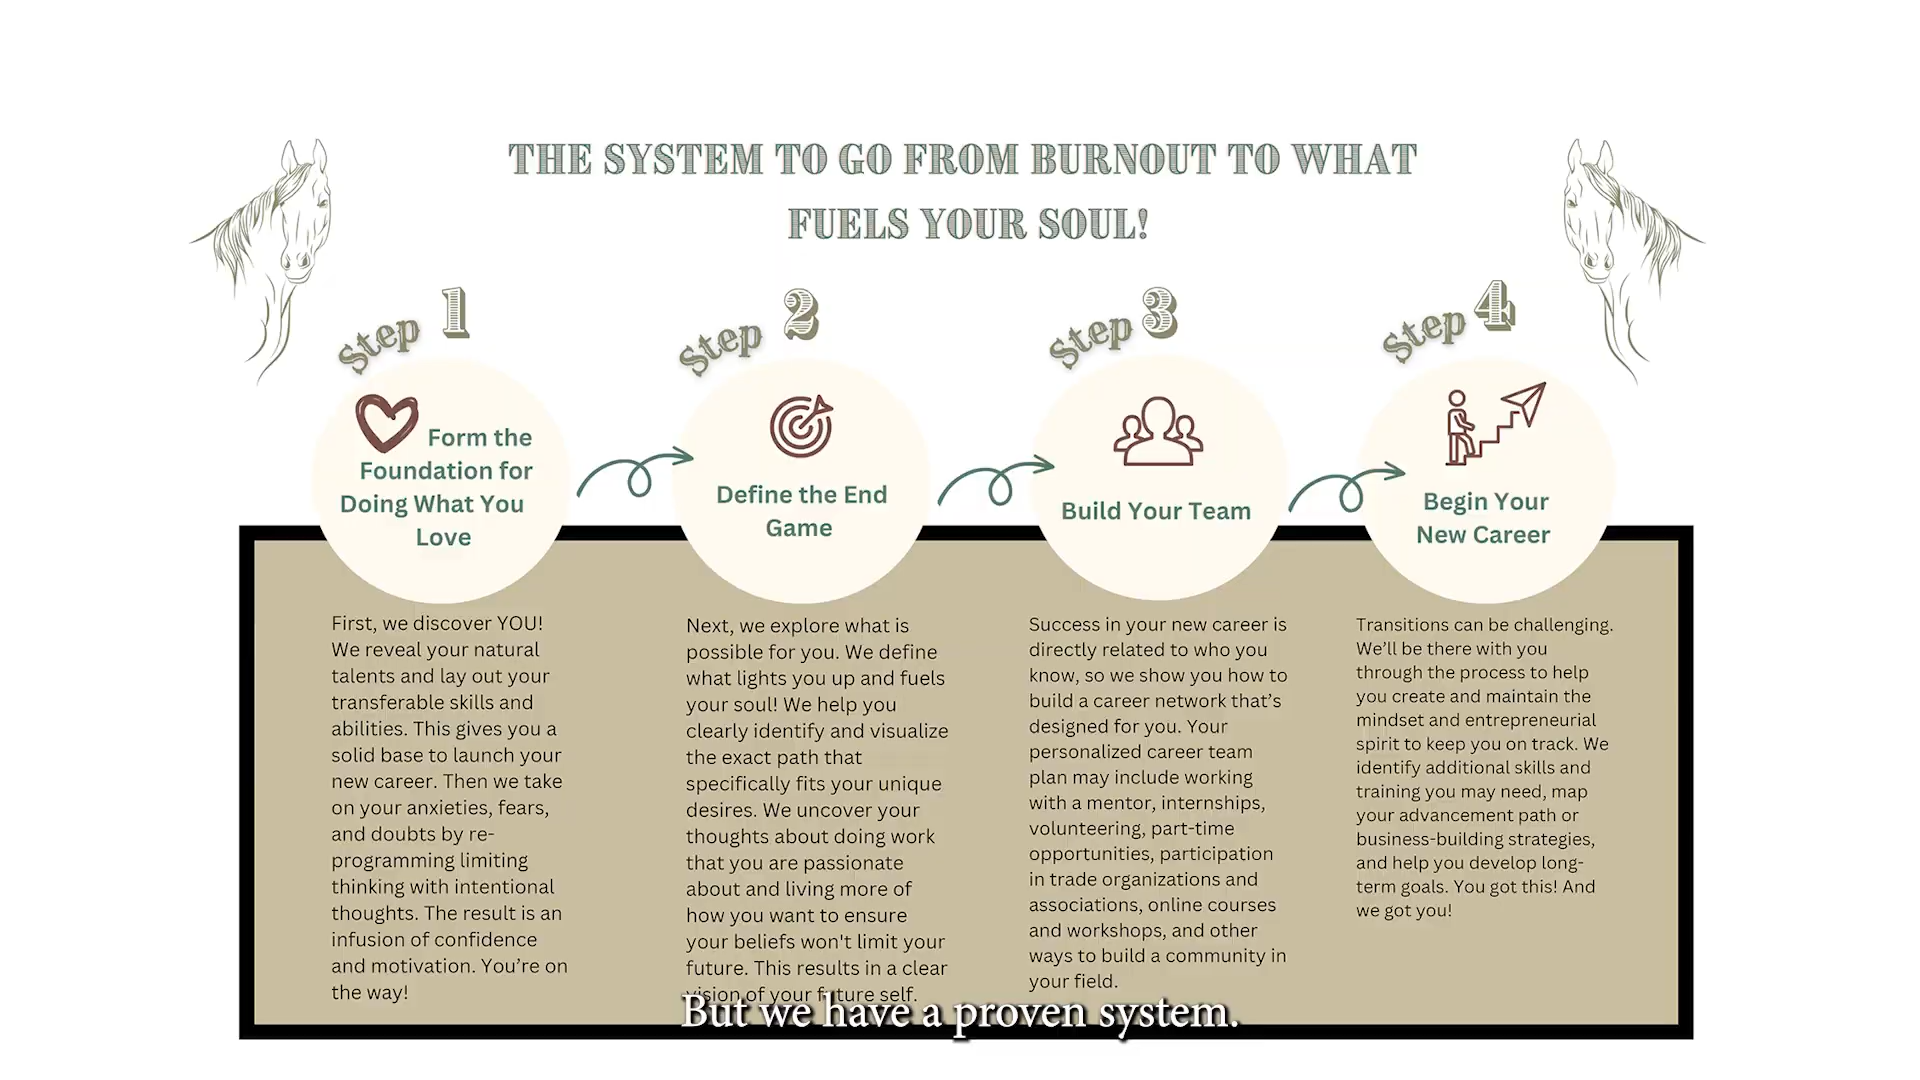 THE SYSTEM TO GO FROM BURNOUT TO WHAT
FUELS YOUR SOUL!
Step 1
Form the
Foundation for
Doing What You
Love
First, we discover YOU!
We reveal your natural
talents and lay out your
transferable skills and
abilities. This gives you a
solid base to launch your
new career. Then we take
on your anxieties, fears,
and doubts by re-
programming limiting
thinking with intentional
thoughts. The result is an
infusion of confidence
and motivation. You're on
the way!
Step 2
Define the End
Game
Next, we explore what is
possible for you. We define
what lights you up and fuels
your soul! We help you
clearly identify and visualize
the exact path that
specifically fits your unique
desires. We uncover your
thoughts about doing work
that you are passionate
about and living more of
how you want to ensure
your beliefs won't limit your
future. This results in a clear
vision of your future self.
Step 3
Build Your Team
Success in your new career is
directly related to who you
know, so we show you how to
build a career network that's
designed for you. Your
personalized career team
plan may include working
with a mentor, internships,
volunteering, part-time
opportunities, participation
in trade organizations and
associations, online courses
and workshops, and other
ways to build a community in
your field.
Step 4
Begin Your
New Career
Transitions can be challenging.
We'll be there with you
through the process to help
you create and maintain the
mindset and entrepreneurial
spirit to keep you on track. We
identify additional skills and
training you may need, map
your advancement path or
business-building strategies,
and help you develop long-
term goals. You got this! And
we got you!
But we have a proven system.